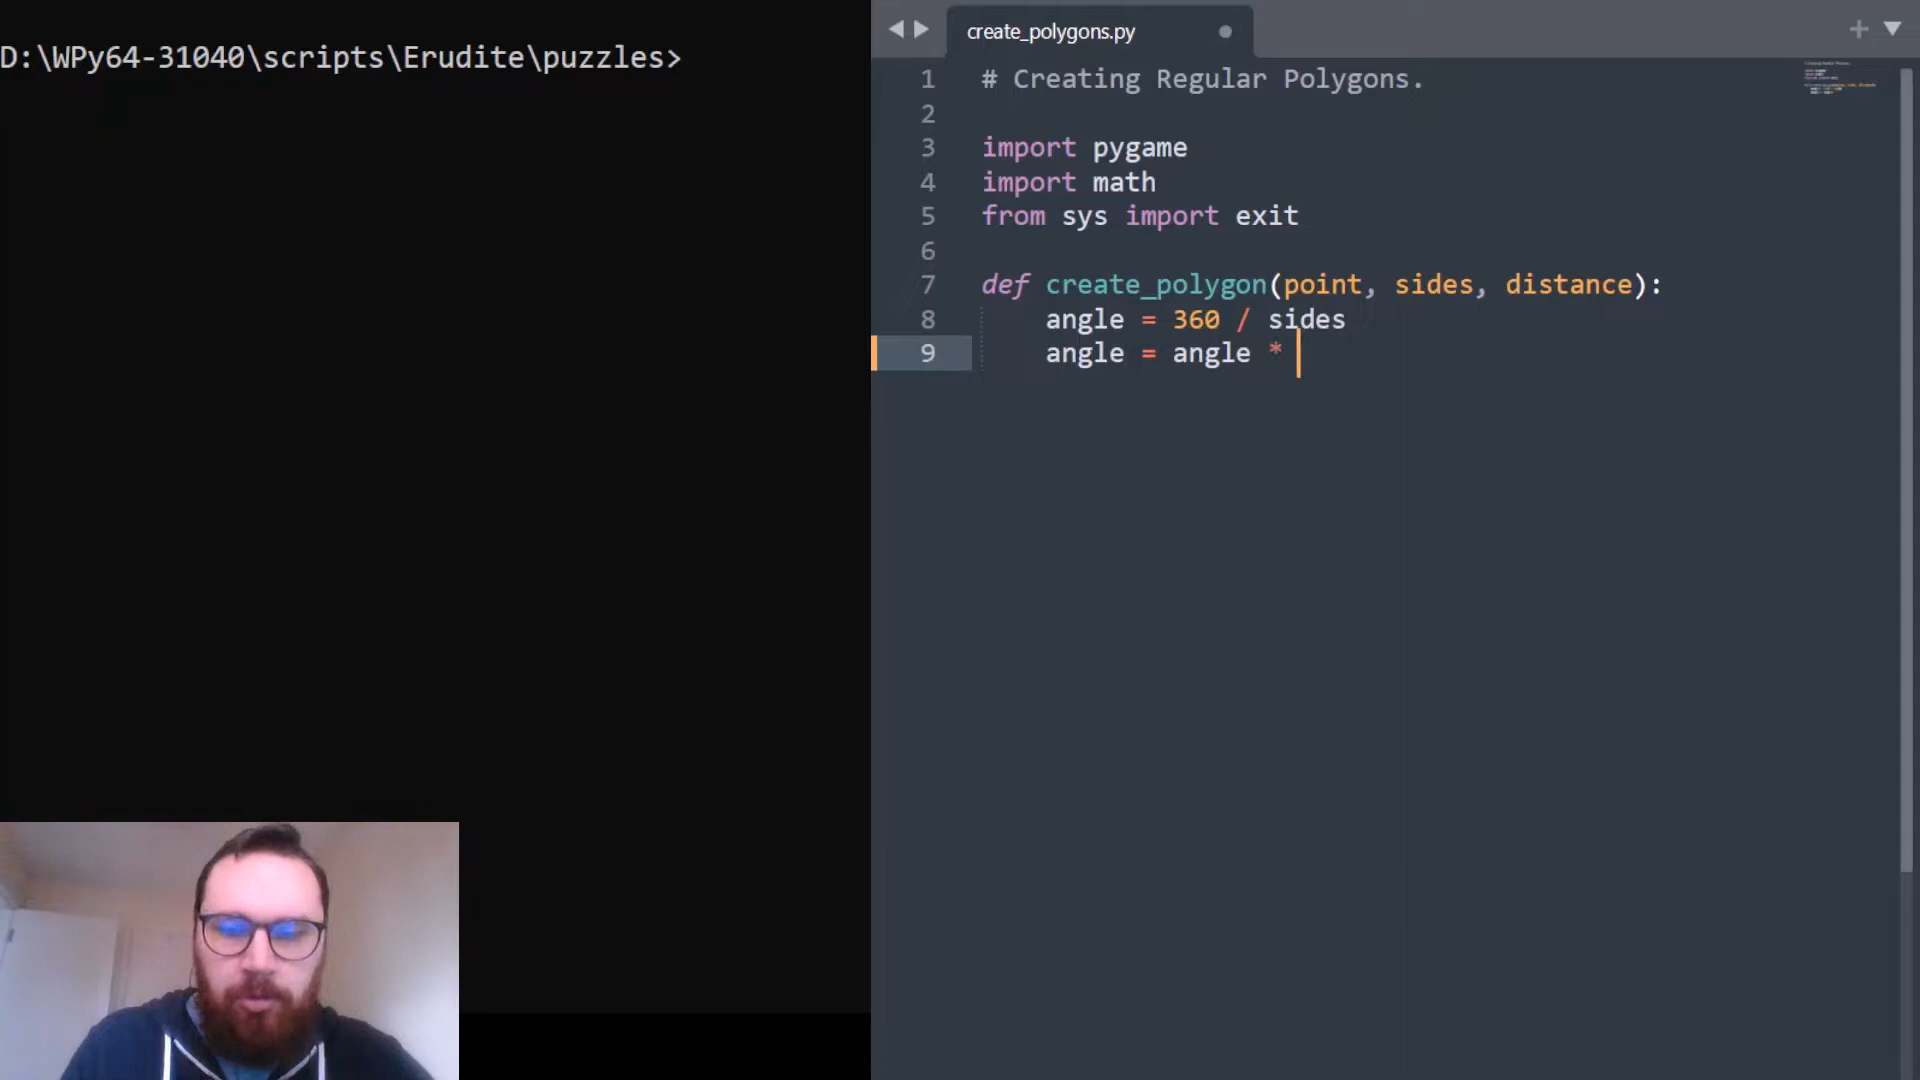 D:\WPy64-31040\scripts\Erudite\puzzles>
create_polygons.py
1 # Creating Regular Polygons.
2
3 import pygame
4 import math
5 from sys import exit
6
7 def create_polygon(point, sides, distance):
8 angle = 360 / sides
9 angle = angle *